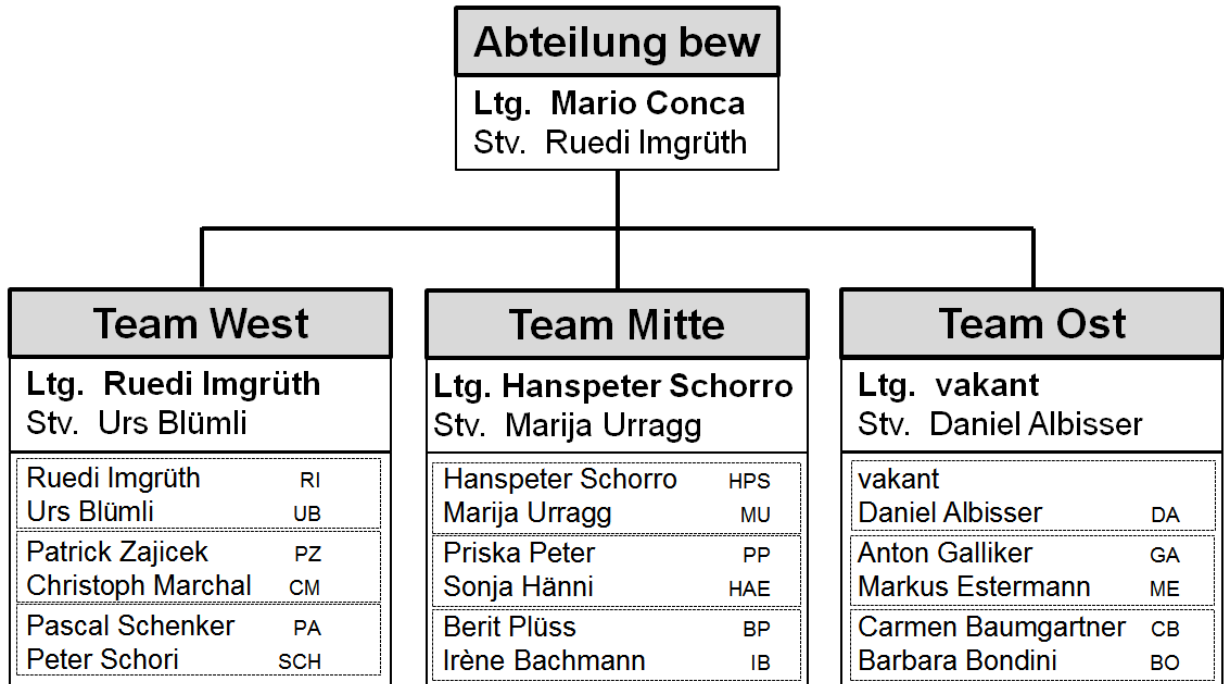 Abteilung bew
Ltg. Mario Conca
Stv. Ruedi Imgrüth
Team West
Ltg. Ruedi Imgrüth
Stv. Urs Blümli
Ruedi Imgrüth RI
Urs Blümli UB
Patrick Zajicek PZ
Christoph Marchal CM
Pascal Schenker PA
Peter Schori SCH
Team Mitte
Ltg. Hanspeter Schorro
Stv. Marija Urragg
Hanspeter Schorro HPS
Marija Urragg MU
Priska Peter PP
Sonja Hänni HAE
Berit Plüss BP
Irène Bachmann IB
Team Ost
Ltg. vakant
Stv. Daniel Albisser
vakant
Daniel Albisser DA
Anton Galliker GA
Markus Estermann ME
Carmen Baumgartner CB
Barbara Bondini BO